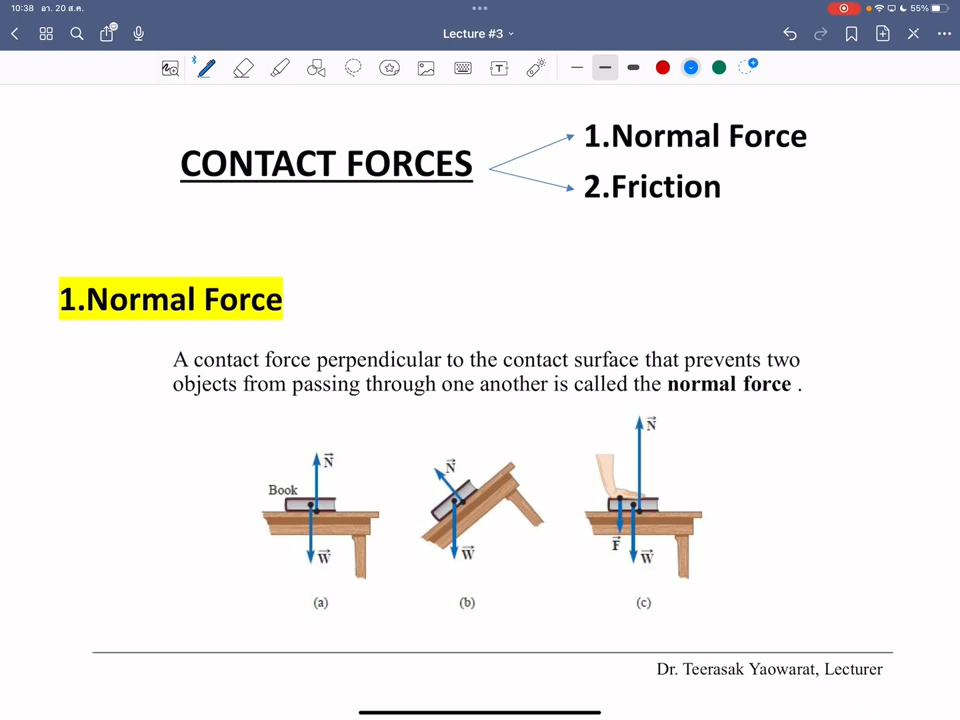 10:38 อา. 20 ส.ค.
55%
Lecture #3
CONTACT FORCES
1.Normal Force
2.Friction
1.Normal Force
A contact force perpendicular to the contact surface that prevents two
objects from passing through one another is called the normal force .
N
Book
W
(a)
N
W
(b)
N
F
W
(c)
Dr. Teerasak Yaowarat, Lecturer